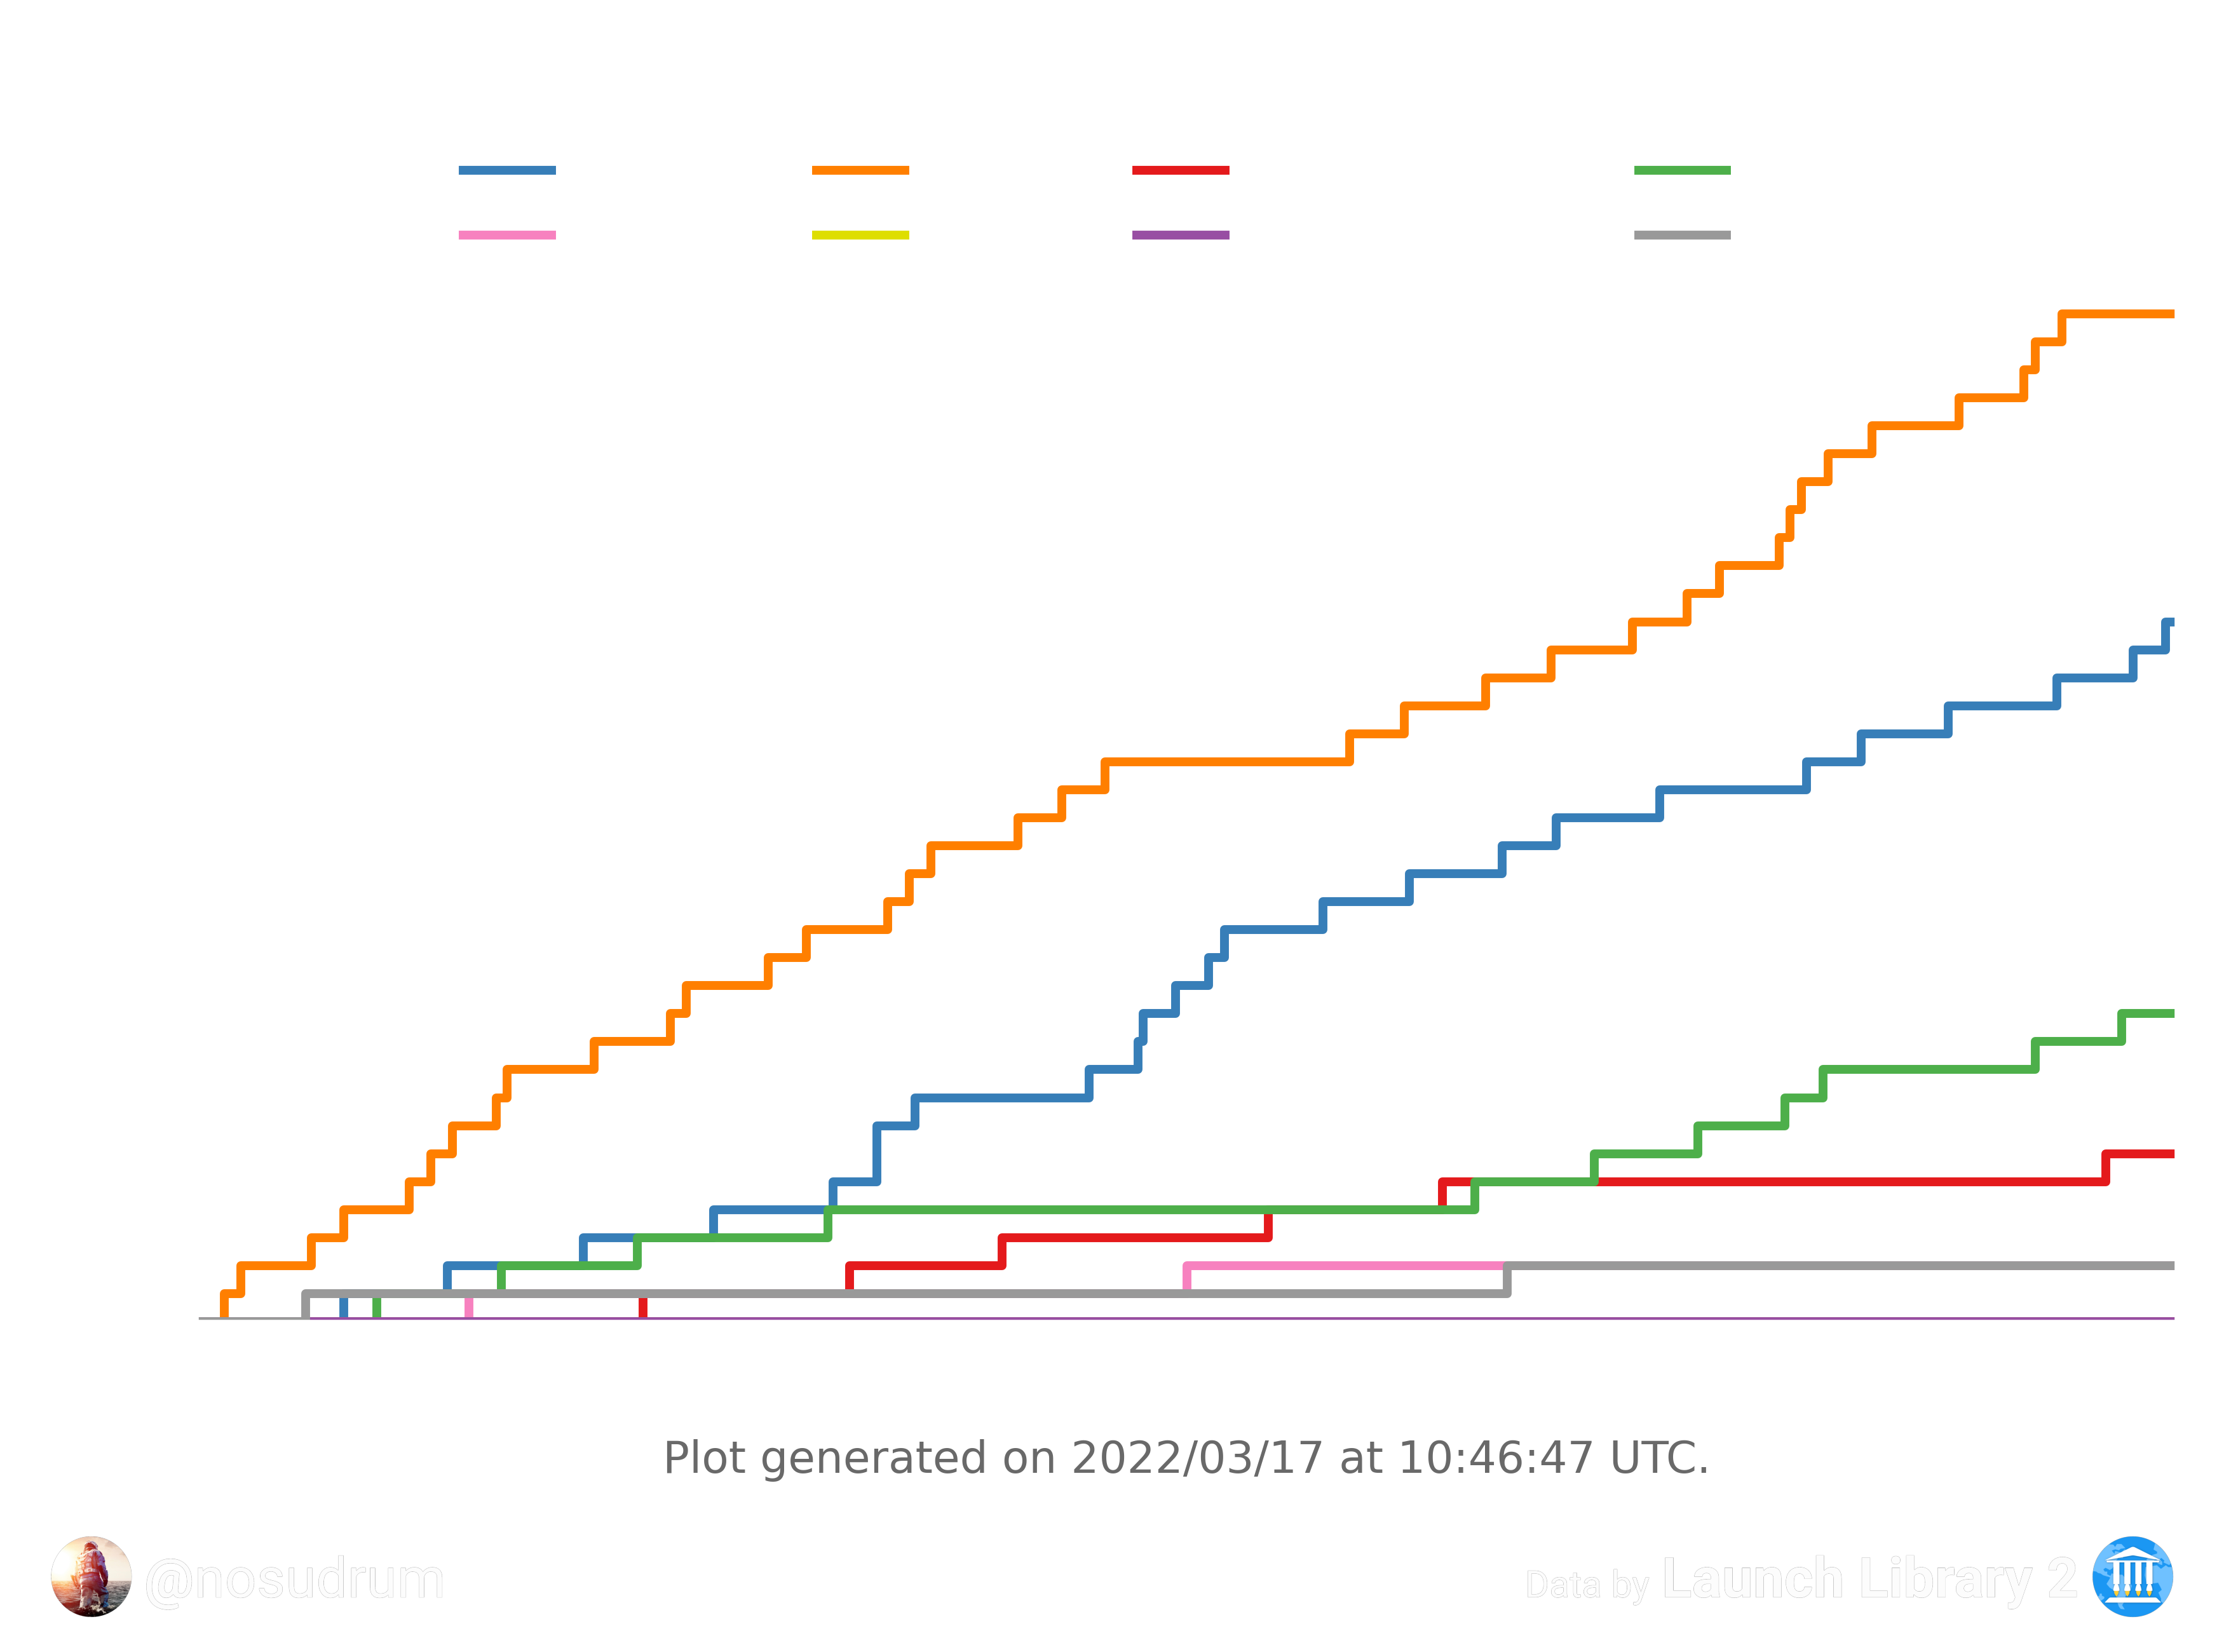 Plot generated on 2022/03/17 at 10:46:47 UTC.
@nosudrum
Data by Launch Library 2